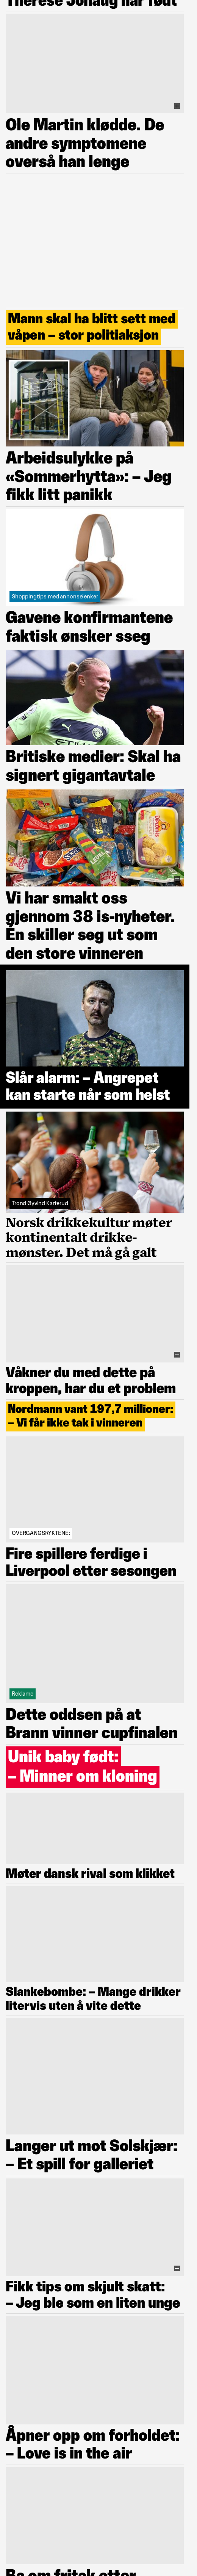 Therese Johaug har født
Ole Martin klødde. De
andre symptomene
overså han lenge
Mann skal ha blitt sett med
våpen – stor politiaksjon
Arbeidsulykke på
«Sommerhytta»: – Jeg
fikk litt panikk
Shoppingtips med annonselenker
Gavene konfirmantene
faktisk ønsker sseg
Britiske medier: Skal ha
signert gigantavtale
Vi har smakt oss
gjennom 38 is-nyheter.
Én skiller seg ut som
den store vinneren
Slår alarm: – Angrepet
kan starte når som helst
Trond Øyvind Karterud
Norsk drikkekultur møter
kontinentalt drikke-
mønster. Det må gå galt
Våkner du med dette på
kroppen, har du et problem
Nordmann vant 197,7 millioner:
– Vi får ikke tak i vinneren
OVERGANGSRYKTENE:
Fire spillere ferdige i
Liverpool etter sesongen
Reklame
Dette oddsen på at
Brann vinner cupfinalen
Unik baby født:
– Minner om kloning
Møter dansk rival som klikket
Slankebombe: – Mange drikker
litervis uten å vite dette
Langer ut mot Solskjær:
– Et spill for galleriet
Fikk tips om skjult skatt:
– Jeg ble som en liten unge
Åpner opp om forholdet:
– Love is in the air
Ba om fritak etter